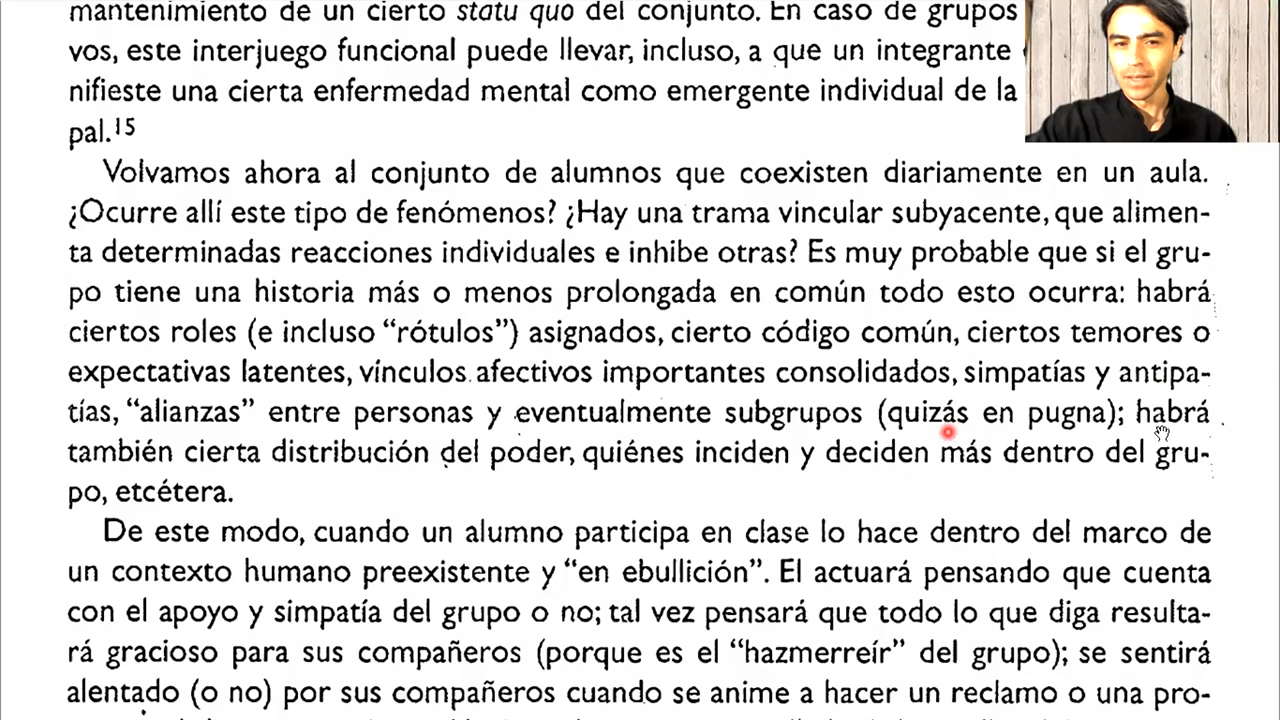 mantenimiento de un cierto statu quo del conjunto. En caso de grupos
vos, este interjuego funcional puede llevar, incluso, a que un integrante
nifieste una cierta enfermedad mental como emergente individual de la
pal.15
Volvamos ahora al conjunto de alumnos que coexisten diariamente en un aula.
¿Ocurre allí este tipo de fenómenos? ¿Hay una trama vincular subyacente, que alimen-
ta determinadas reacciones individuales e inhibe otras? Es muy probable que si el gru-
po tiene una historia más o menos prolongada en común todo esto ocurra: habrá
ciertos roles (e incluso “rótulos”) asignados, cierto código común, ciertos temores o
expectativas latentes, vínculos afectivos importantes consolidados, simpatías y antipa-
tías, “alianzas” entre personas y eventualmente subgrupos (quizás en pugna); habrá
también cierta distribución del poder, quiénes inciden y deciden más dentro del gru-
po, etcétera.
De este modo, cuando un alumno participa en clase lo hace dentro del marco de
un contexto humano preexistente y “en ebullición”. El actuará pensando que cuenta
con el apoyo y simpatía del grupo o no; tal vez pensará que todo lo que diga resulta-
rá gracioso para sus compañeros (porque es el “hazmerreír” del grupo); se sentirá
alentado (o no) por sus compañeros cuando se anime a hacer un reclamo o una pro-